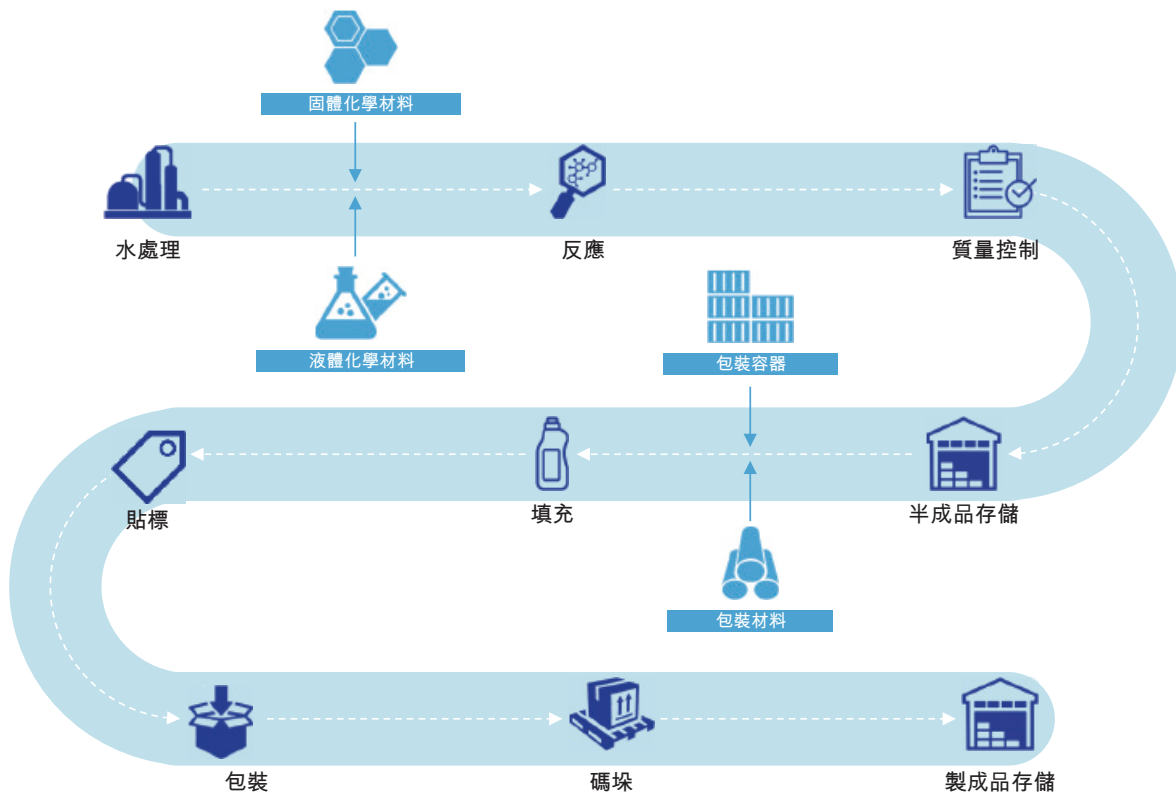 固體化學材料
水處理
反應
質量控制
液體化學材料
包裝容器
貼標
填充
半成品存儲
包裝材料
包裝
碼垛
製成品存儲